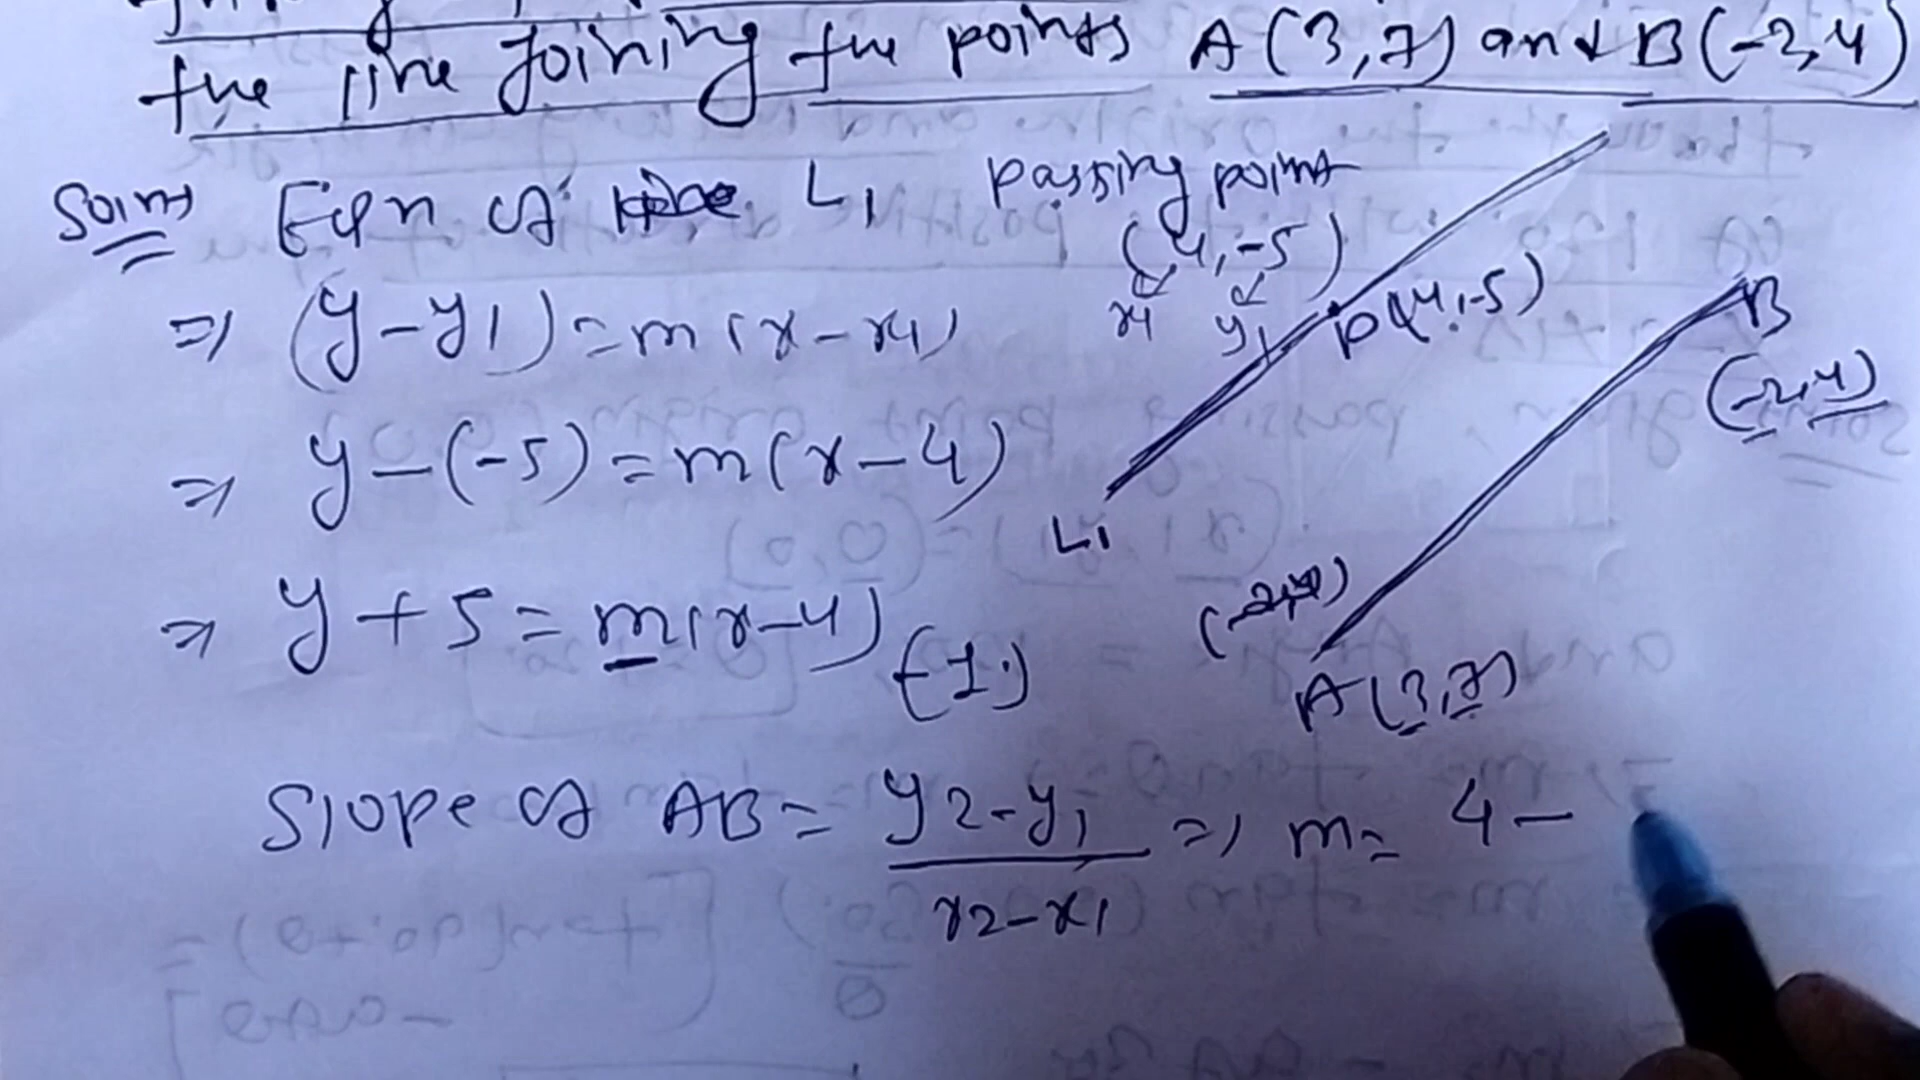 the line joining the points A(3,7) and B(-2,4)
Soln Eqn of L1 passing point
(4,-5)
x1 y1
P(4,-5)
B
(-2,4)
⇒ (y-y1)=m(x-x1)
⇒ y-(-5)=m(x-4)
L1
⇒ y+5=m(x-4) (1)
A(3,7)
Slope of AB= y2-y1 ⇒ m= 4-
x2-x1